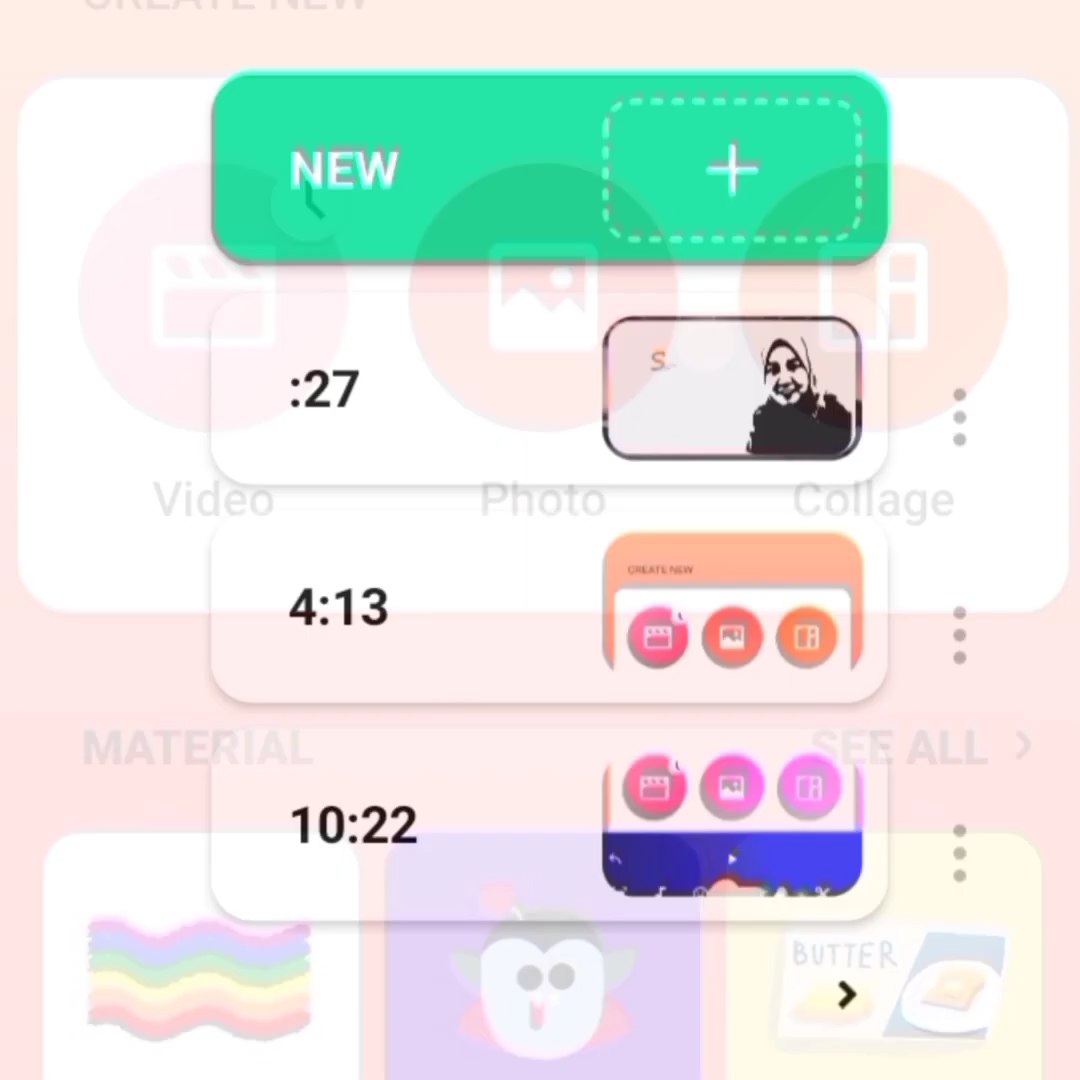 CREATE NEW
NEW
:27
S..
Video Photo Collage
4:13
CREATE NEW
MATERIAL SEE ALL
10:22
BUTTER